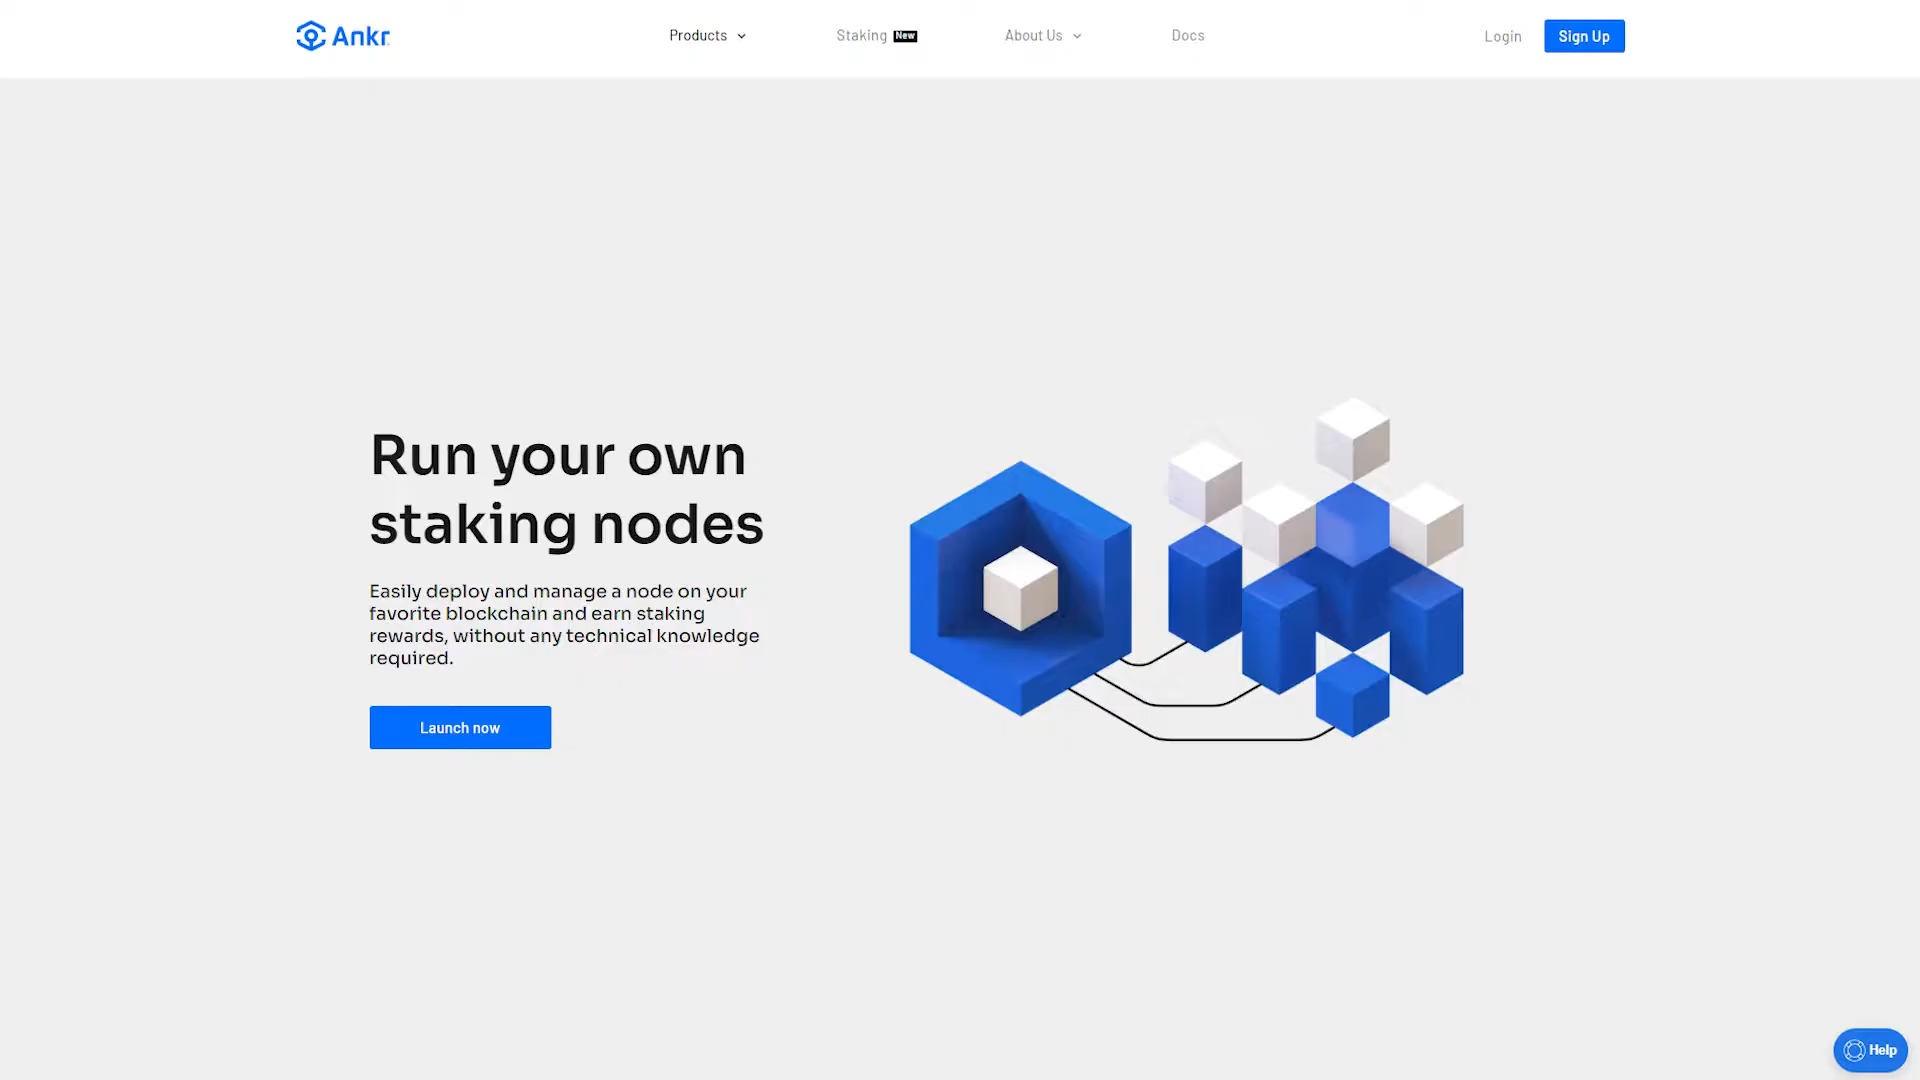 Ankr
Products
Staking New
About Us
Docs
Login
Sign Up
Run your own
staking nodes
Easily deploy and manage a node on your
favorite blockchain and earn staking
rewards, without any technical knowledge
required.
Launch now
Help